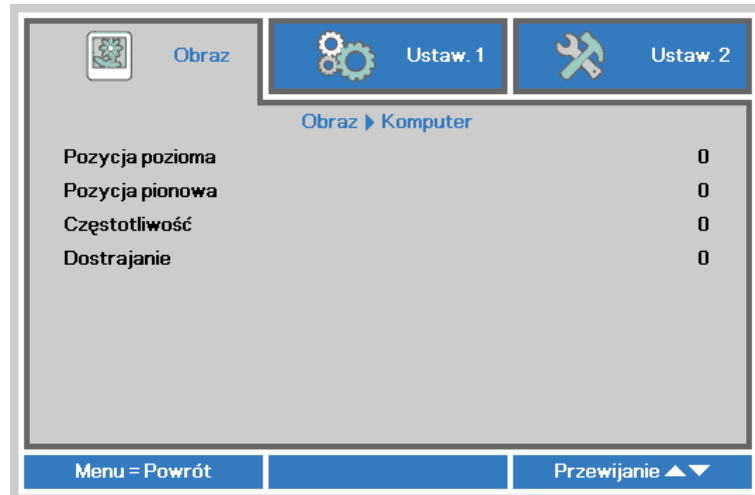 Obraz
Ustaw. 1
Ustaw. 2
Obraz ▶ Komputer
Pozycja pozioma 0
Pozycja pionowa 0
Częstotliwość 0
Dostrajanie 0
Menu = Powrót
Przewijanie ▲▼